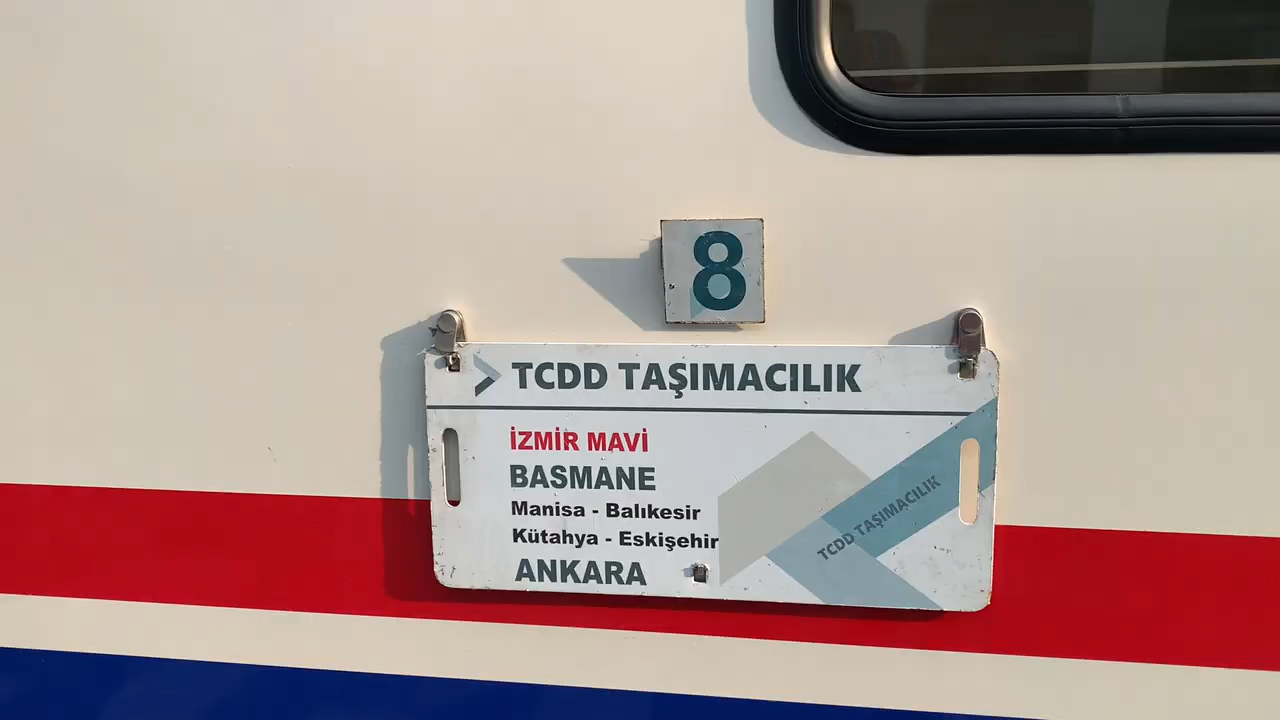 8
TCDD TAŞIMACILIK
İZMİR MAVİ
BASMANE
Manisa - Balıkesir
Kütahya - Eskişehir
ANKARA
TCDD TAŞIMACILIK